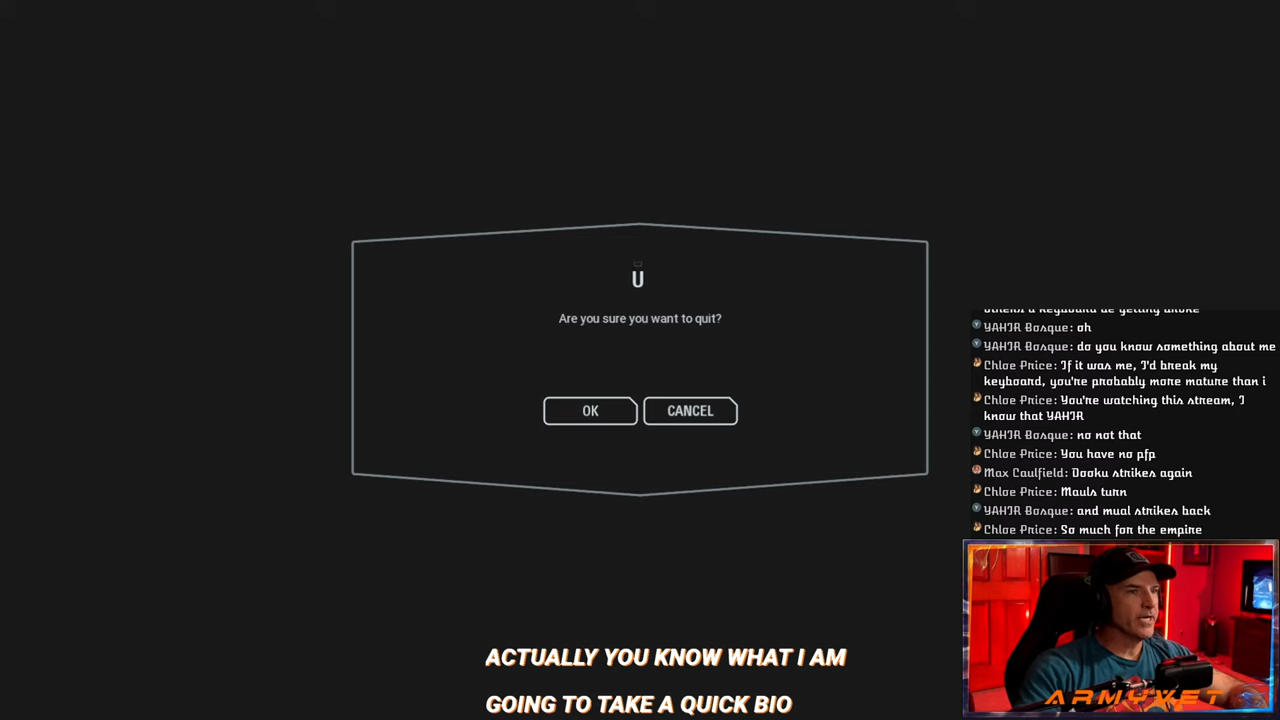 U
Are you sure you want to quit?
OK
CANCEL
YAHIR Bosque: oh
do you know something about me
YAHIR Bosque:
Chloe Price: If it was me, I'd break my
keyboard, you're probably more mature than i
Chloe Price: You're watching this stream, I
know that YAHIR
YAHIR Bosque: no not that
Chloe Price: You have no pfp
Max Caulfield: Dooku strikes again
Chloe Price: Mauls turn
YAHIR Bosque: and mual strikes back
Chloe Price: So much for the empire
ACTUALLY YOU KNOW WHAT I AM
GOING TO TAKE A QUICK BIO
ARMYVET